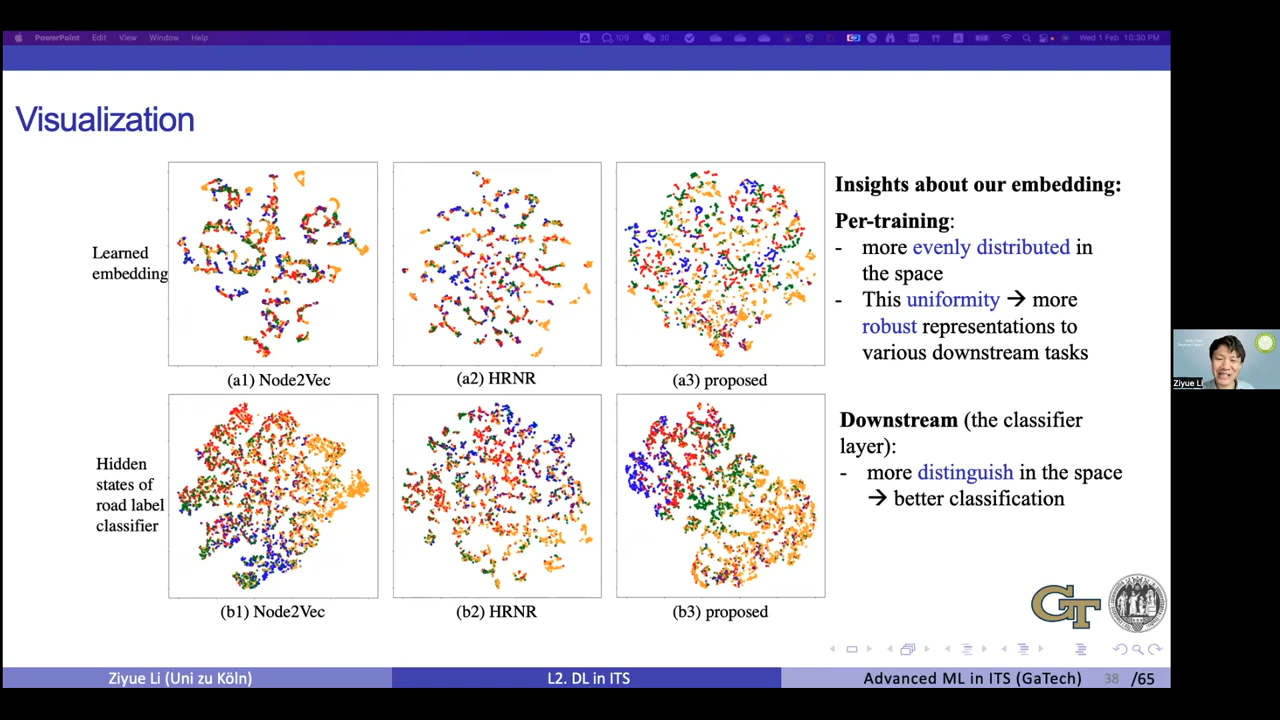 PowerPoint Edit View Window Help
109
30
Wed 1 Feb 10:30 PM
Visualization
Learned
embedding
(a1) Node2Vec
(a2) HRNR
(a3) proposed
Hidden
states of
road label
classifier
(b1) Node2Vec
(b2) HRNR
(b3) proposed
Insights about our embedding:
Per-training:
- more evenly distributed in
the space
- This uniformity → more
robust representations to
various downstream tasks
Downstream (the classifier
layer):
- more distinguish in the space
→ better classification
GT
Ziyue Li
Ziyue Li (Uni zu Köln)
L2. DL in ITS
Advanced ML in ITS (GaTech)
38 /65